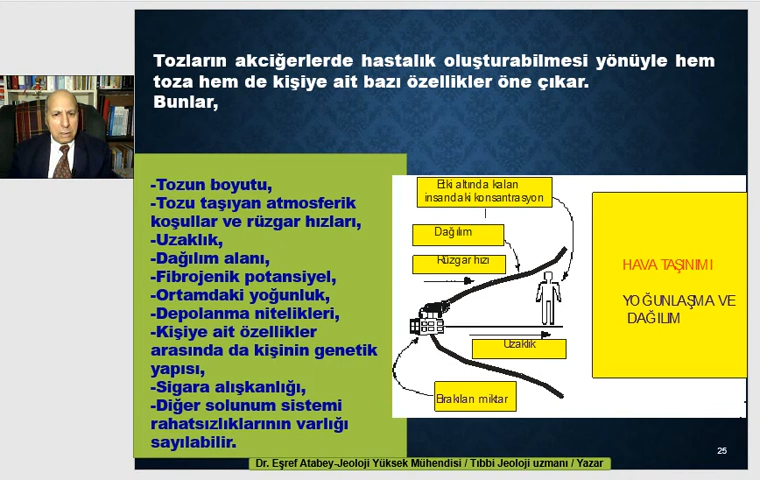 Tozların akciğerlerde hastalık oluşturabilmesi yönüyle hem
toza hem de kişiye ait bazı özellikler öne çıkar.
Bunlar,
-Tozun boyutu,
-Tozu taşıyan atmosferik
koşullar ve rüzgar hızları,
-Uzaklık,
-Dağılım alanı,
-Fibrojenik potansiyel,
-Ortamdaki yoğunluk,
-Depolanma nitelikleri,
-Kişiye ait özellikler
arasında da kişinin genetik
yapısı,
-Sigara alışkanlığı,
-Diğer solunum sistemi
rahatsızlıklarının varlığı
sayılabilir.
Etki altında kalan
insandaki konsantrasyon
Dağılım
Rüzgar hızı
Uzaklık
Bırakılan miktar
HAVA TAŞINIMI
YOĞUNLAŞMA VE
DAĞILIM
25
Dr. Eşref Atabey-Jeoloji Yüksek Mühendisi / Tıbbi Jeoloji uzmanı / Yazar